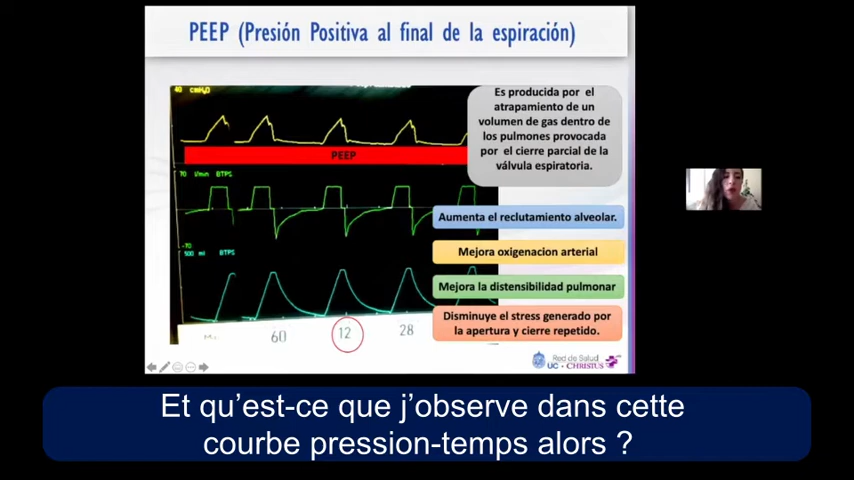 PEEP (Presión Positiva al final de la espiración)
40 cmH₂O
PEEP
Es producida por el
atrapamiento de un
volumen de gas dentro de
los pulmones provocada
por el cierre parcial de la
válvula espiratoria.
70 l/min BTPS
Aumenta el reclutamiento alveolar.
-70
500 ml BTPS
Mejora oxigenacion arterial
Mejora la distensibilidad pulmonar
Disminuye el stress generado por
la apertura y cierre repetido.
60 12 28
Red de Salud
UC - CHRISTUS
Et qu’est-ce que j’observe dans cette
courbe pression-temps alors ?